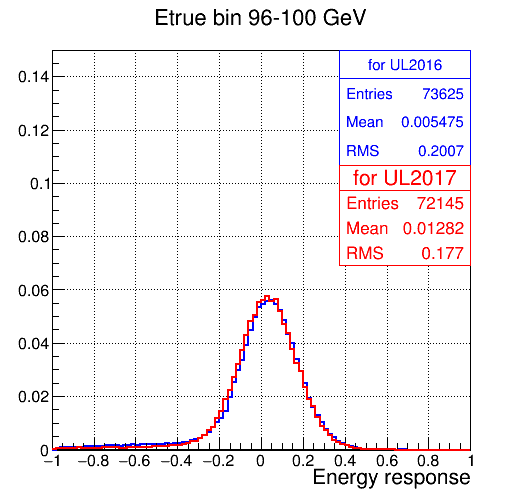 Etrue bin 96-100 GeV
for UL2016
Entries 73625
Mean 0.005475
RMS 0.2007
for UL2017
Entries 72145
Mean 0.01282
RMS 0.177
0.14
0.12
0.1
0.08
0.06
0.04
0.02
0
−1 −0.8 −0.6 −0.4 −0.2 0 0.2 0.4 0.6 0.8 1
Energy response